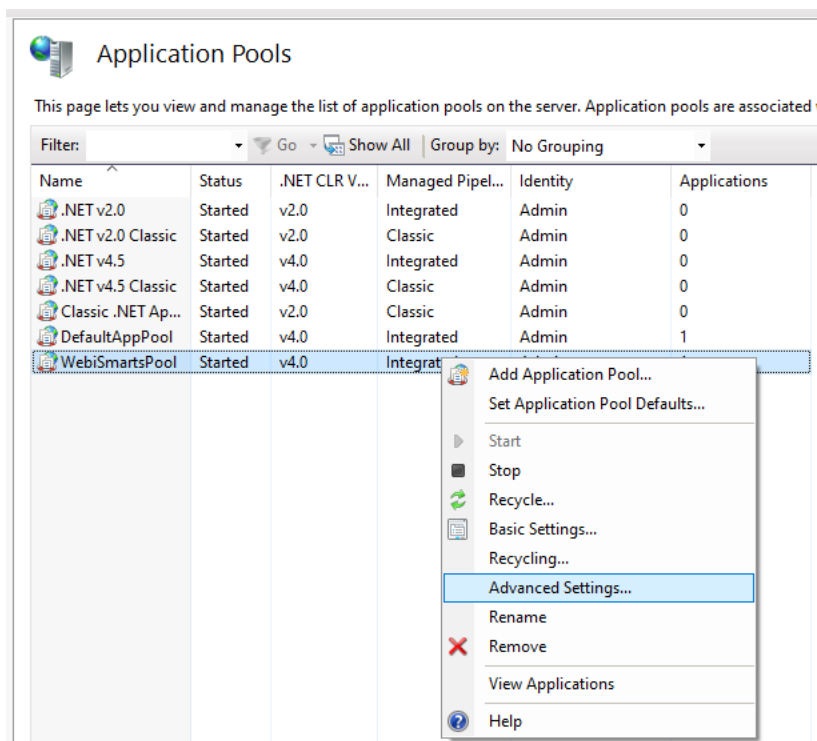 Application Pools
This page lets you view and manage the list of application pools on the server. Application pools are associated
Filter: Go Show All Group by: No Grouping
Name Status .NET CLR V... Managed Pipel... Identity Applications
.NET v2.0 Started v2.0 Integrated Admin 0
.NET v2.0 Classic Started v2.0 Classic Admin 0
.NET v4.5 Started v4.0 Integrated Admin 0
.NET v4.5 Classic Started v4.0 Classic Admin 0
Classic .NET Ap... Started v2.0 Classic Admin 0
DefaultAppPool Started v4.0 Integrated Admin 1
WebiSmartsPool Started v4.0 Integrat
Add Application Pool...
Set Application Pool Defaults...
Start
Stop
Recycle...
Basic Settings...
Recycling...
Advanced Settings...
Rename
Remove
View Applications
Help